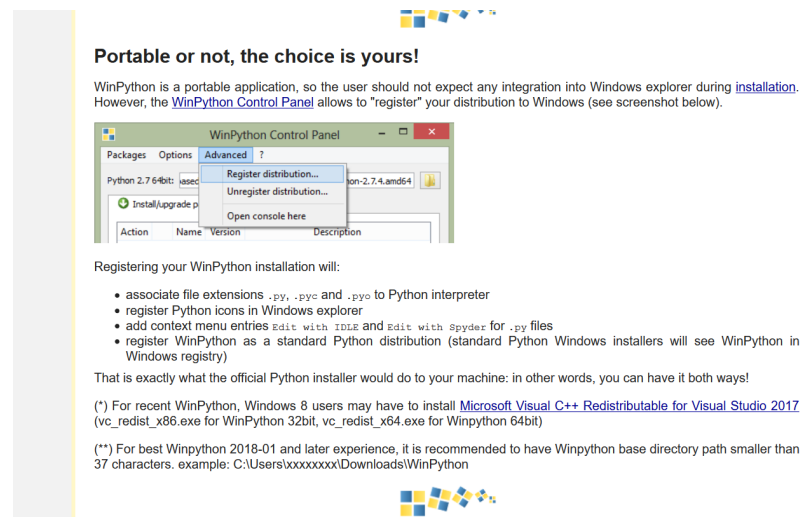 Portable or not, the choice is yours!
WinPython is a portable application, so the user should not expect any integration into Windows explorer during installation.
However, the WinPython Control Panel allows to "register" your distribution to Windows (see screenshot below).
WinPython Control Panel
Packages Options Advanced ?
Register distribution...
Python 2.7 64bit: on-2.7.4.amd64
Unregister distribution...
Install/upgrade p
Open console here
Action Name Version Description
Registering your WinPython installation will:
• associate file extensions .py, .pyc and .pyo to Python interpreter
• register Python icons in Windows explorer
• add context menu entries Edit with IDLE and Edit with Spyder for .py files
• register WinPython as a standard Python distribution (standard Python Windows installers will see WinPython in
Windows registry)
That is exactly what the official Python installer would do to your machine: in other words, you can have it both ways!
(*) For recent WinPython, Windows 8 users may have to install Microsoft Visual C++ Redistributable for Visual Studio 2017
(vc_redist_x86.exe for WinPython 32bit, vc_redist_x64.exe for Winpython 64bit)
(**) For best Winpython 2018-01 and later experience, it is recommended to have Winpython base directory path smaller than
37 characters. example: C:\Users\xxxxxxxx\Downloads\WinPython